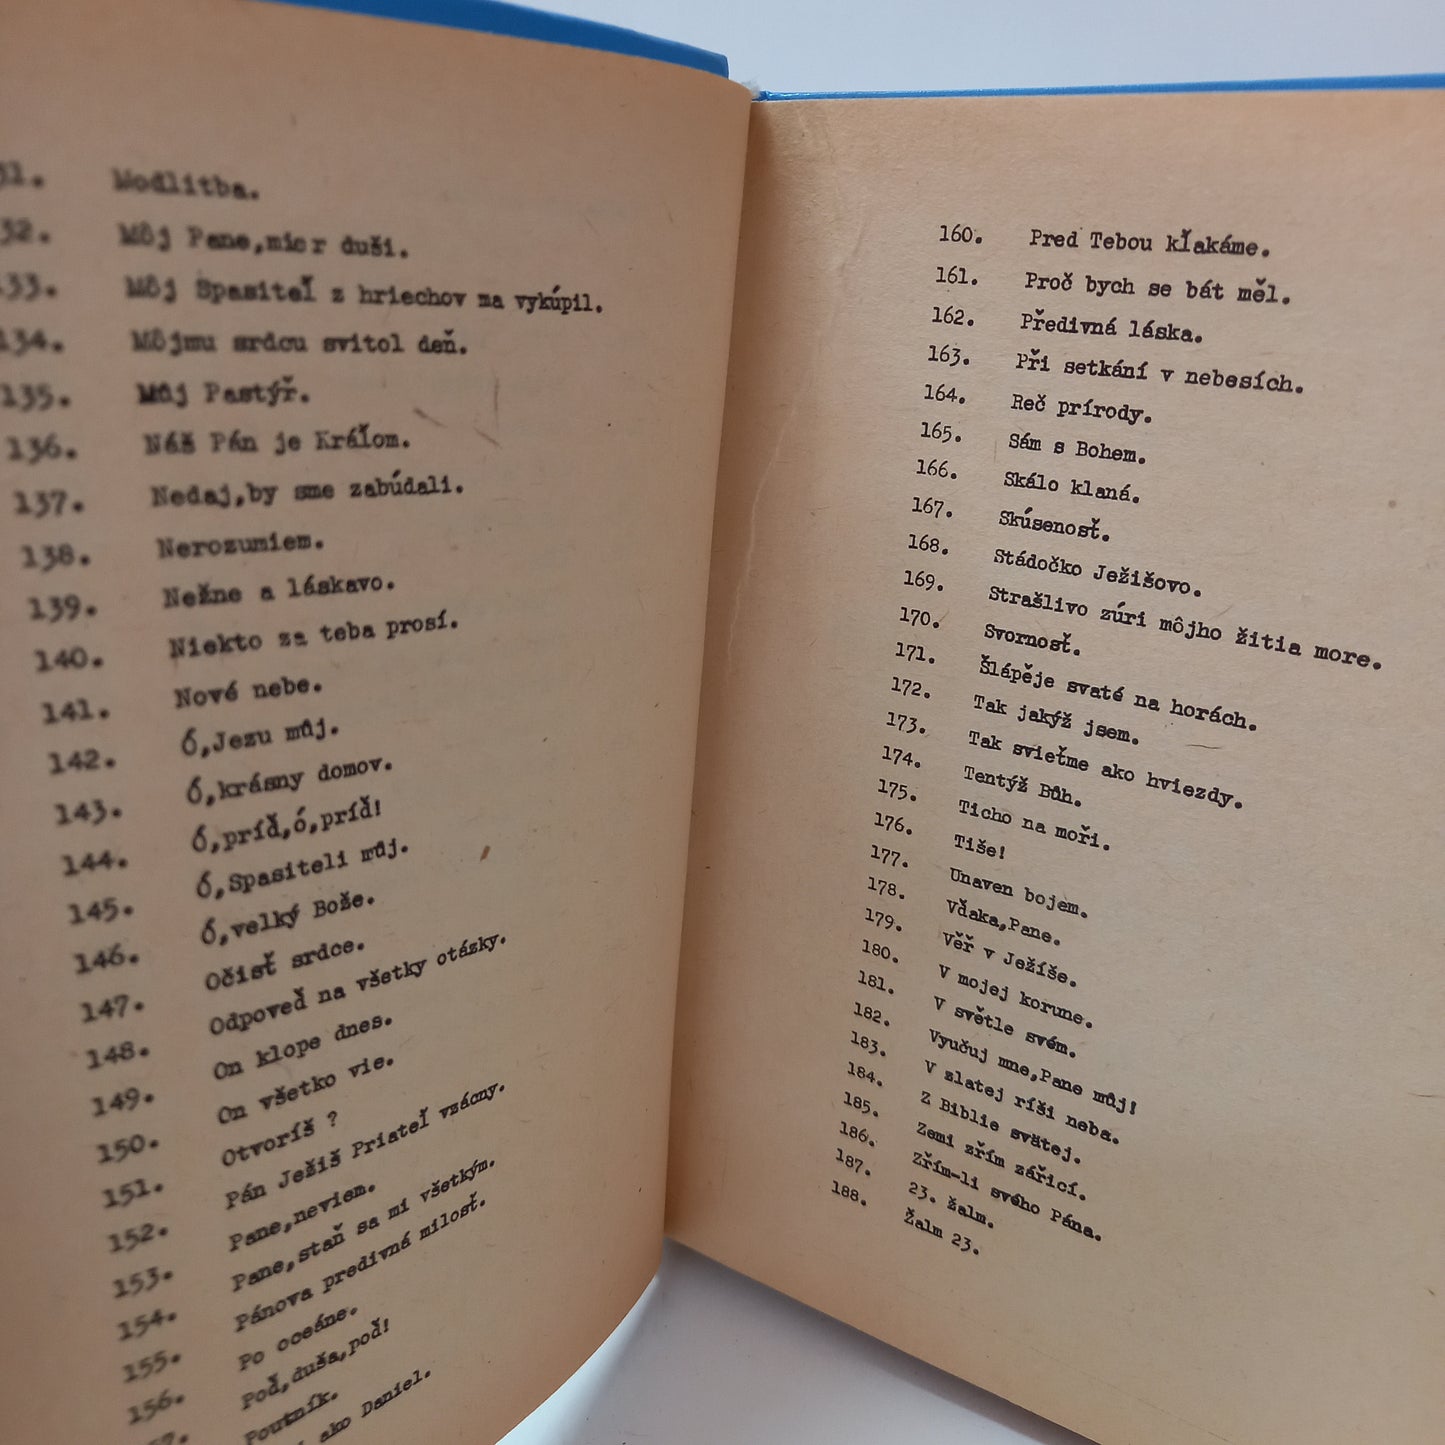 31. Modlitba.
32. Môj Pane,mier duši.
133. Môj Spasiteľ z hriechov ma vykúpil.
134. Môjmu srdcu svitol deň.
135. Můj Pastýř.
136. Náš Pán je Kráľom.
137. Nedaj,by sme zabúdali.
138. Nerozumiem.
139. Nežne a láskavo.
140. Niekto za teba prosí.
141. Nové nebe.
142. Ó,Jezu můj.
143. Ó,krásny domov.
144. Ó,príď,ó,príď!
145. Ó,Spasiteli můj.
146. Ó,velký Bože.
147. Očisť srdce.
148. Odpoveď na všetky otázky.
149. On klope dnes.
150. On všetko vie.
151. Otvoríš ?
152. Pán Ježiš Priateľ vzácny.
153. Pane,neviem.
154. Pane,staň sa mi všetkým.
155. Pánova predivná milosť.
156. Po oceáne.
57. Poď,duša,poď!
Poutník.
ako Daniel.
160. Pred Tebou kľakáme.
161. Proč bych se bát měl.
162. Předivná láska.
163. Při setkání v nebesích.
164. Reč prírody.
165. Sám s Bohem.
166. Skálo klaná.
167. Skúsenosť.
168. Stádočko Ježišovo.
169. Strašlivo zúri môjho žitia more.
170. Svornosť.
171. Šlápěje svaté na horách.
172. Tak jakýž jsem.
173. Tak svieťme ako hviezdy.
174. Tentýž Bůh.
175. Ticho na moři.
176. Tiše!
177. Unaven bojem.
178. Vďaka,Pane.
179. Věř v Ježíše.
180. V mojej korune.
181. V světle svém.
182. Vyučuj mne,Pane můj!
183. V zlatej ríši neba.
184. Z Biblie svätej.
185. Zemi zřím zářicí.
186. Zřím-li svého Pána.
187. 23. žalm.
188. Žalm 23.